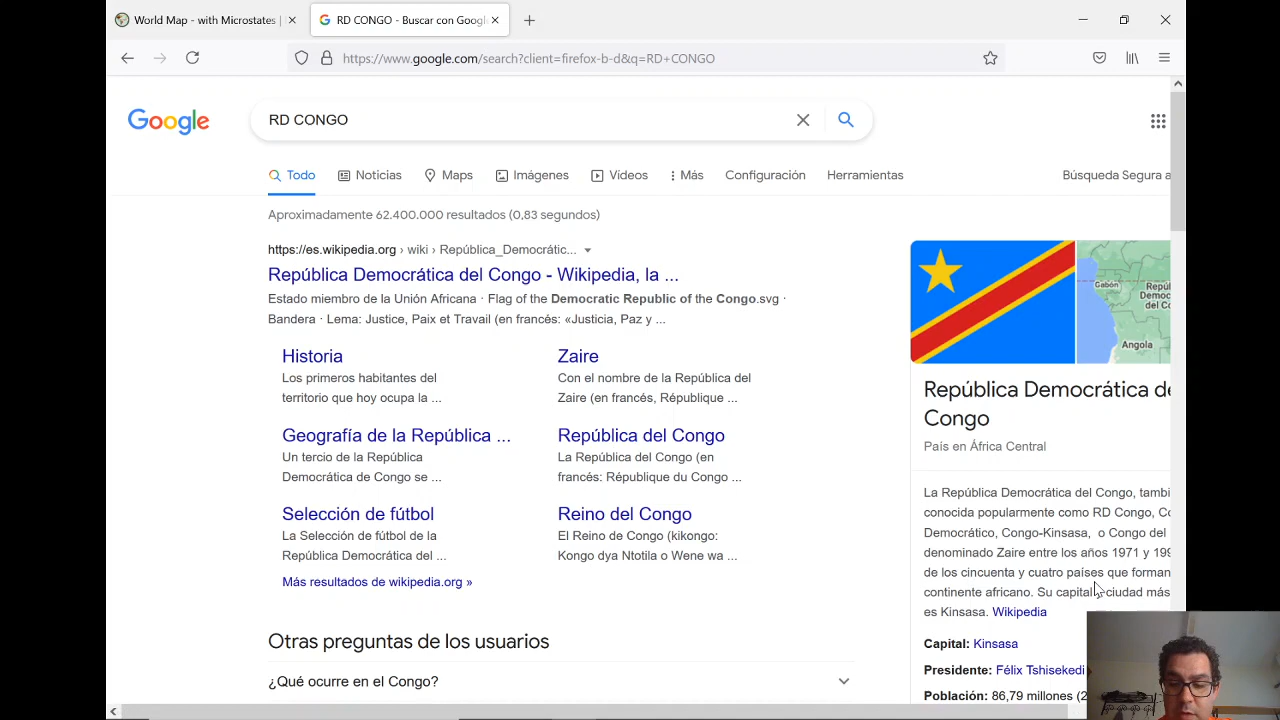 World Map - with Microstates |
RD CONGO - Buscar con Google
https://www.google.com/search?client=firefox-b-d&q=RD+CONGO
Google
RD CONGO
Todo
Noticias
Maps
Imágenes
Vídeos
Más
Configuración
Herramientas
Búsqueda Segura a
Aproximadamente 62.400.000 resultados (0,83 segundos)
https://es.wikipedia.org › wiki › República_Democrátic...
República Democrática del Congo - Wikipedia, la ...
Estado miembro de la Unión Africana · Flag of the Democratic Republic of the Congo.svg ·
Bandera · Lema: Justice, Paix et Travail (en francés: «Justicia, Paz y ...
Historia
Los primeros habitantes del
territorio que hoy ocupa la ...
Zaire
Con el nombre de la República del
Zaire (en francés, République ...
Geografía de la República ...
Un tercio de la República
Democrática de Congo se ...
República del Congo
La República del Congo (en
francés: République du Congo ...
Selección de fútbol
La Selección de fútbol de la
República Democrática del ...
Reino del Congo
El Reino de Congo (kikongo:
Kongo dya Ntotila o Wene wa ...
Más resultados de wikipedia.org »
Otras preguntas de los usuarios
¿Qué ocurre en el Congo?
Gabón
Repúl
Democ
del Co
Angola
República Democrática de
Congo
País en África Central
La República Democrática del Congo, tambi
conocida popularmente como RD Congo, Co
Democrático, Congo-Kinsasa, o Congo del
denominado Zaire entre los años 1971 y 199
de los cincuenta y cuatro países que forman
continente africano. Su capital ciudad más
es Kinsasa. Wikipedia
Capital: Kinsasa
Presidente: Félix Tshisekedi
Población: 86,79 millones (2